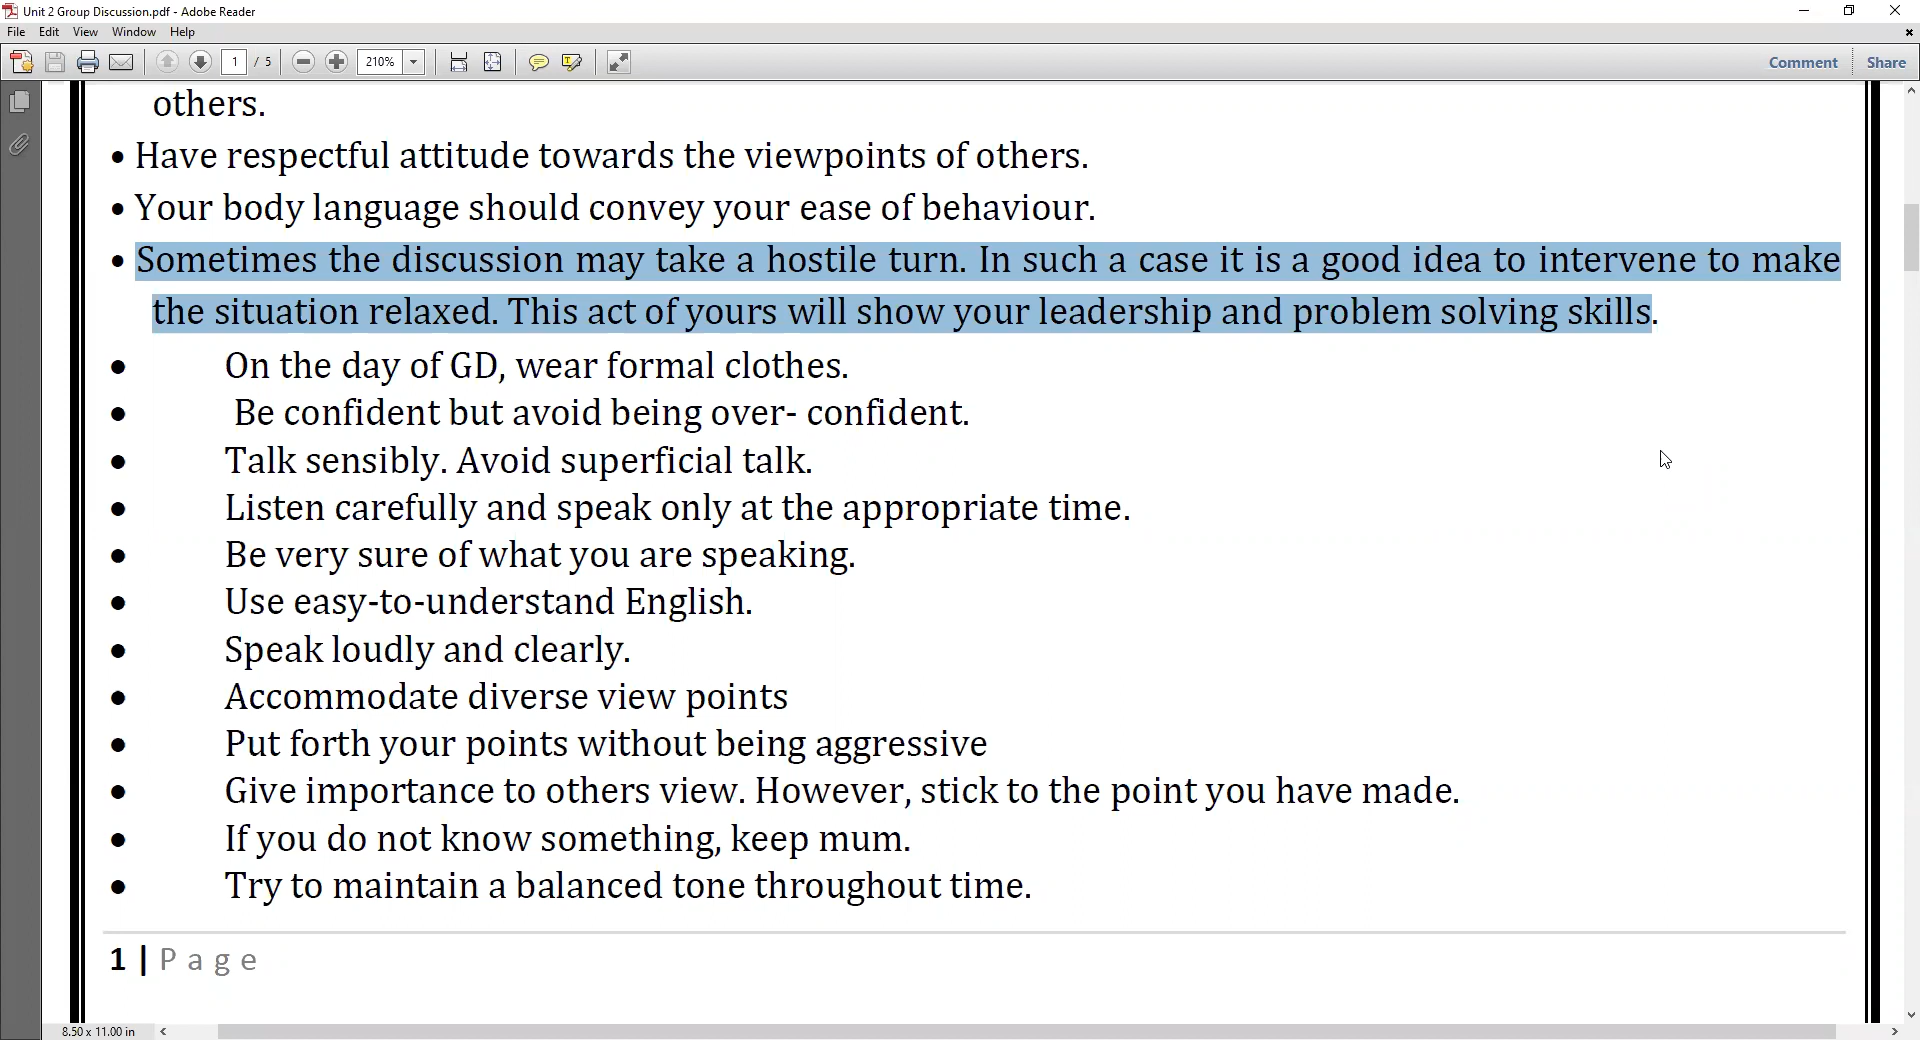 Unit 2 Group Discussion.pdf - Adobe Reader
File Edit View Window Help
1 / 5 210% Comment Share
others.
• Have respectful attitude towards the viewpoints of others.
• Your body language should convey your ease of behaviour.
• Sometimes the discussion may take a hostile turn. In such a case it is a good idea to intervene to make
the situation relaxed. This act of yours will show your leadership and problem solving skills.
• On the day of GD, wear formal clothes.
• Be confident but avoid being over- confident.
• Talk sensibly. Avoid superficial talk.
• Listen carefully and speak only at the appropriate time.
• Be very sure of what you are speaking.
• Use easy-to-understand English.
• Speak loudly and clearly.
• Accommodate diverse view points
• Put forth your points without being aggressive
• Give importance to others view. However, stick to the point you have made.
• If you do not know something, keep mum.
• Try to maintain a balanced tone throughout time.
1 | Page
8.50 x 11.00 in